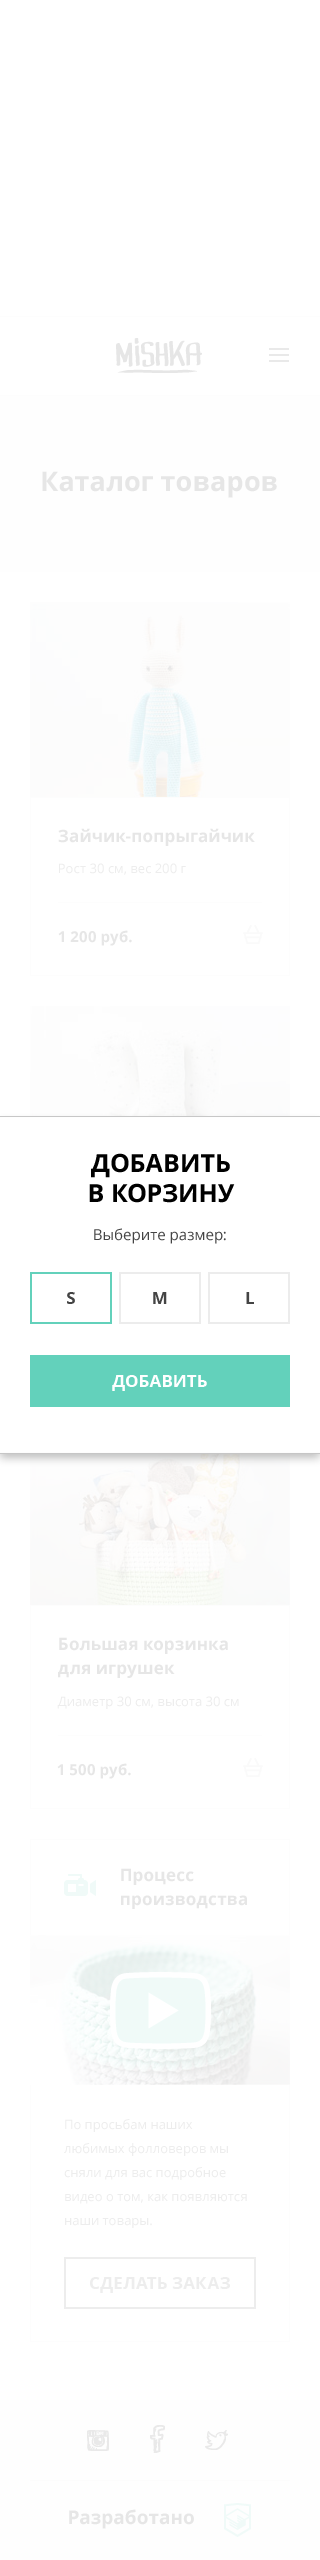 MiSHKA
Каталог товаров
Зайчик-попрыгайчик
Рост 30 см, вес 200 г
1 200 руб.
ДОБАВИТЬ
В КОРЗИНУ
Выберите размер:
S M L
ДОБАВИТЬ
Большая корзинка
для игрушек
Диаметр 30 см, высота 30 см
1 500 руб.
Процесс
производства
По просьбам наших
любимых фолловеров мы
сняли для вас подробное
видео о том, как появляются
наши товары.
СДЕЛАТЬ ЗАКАЗ
Разработано